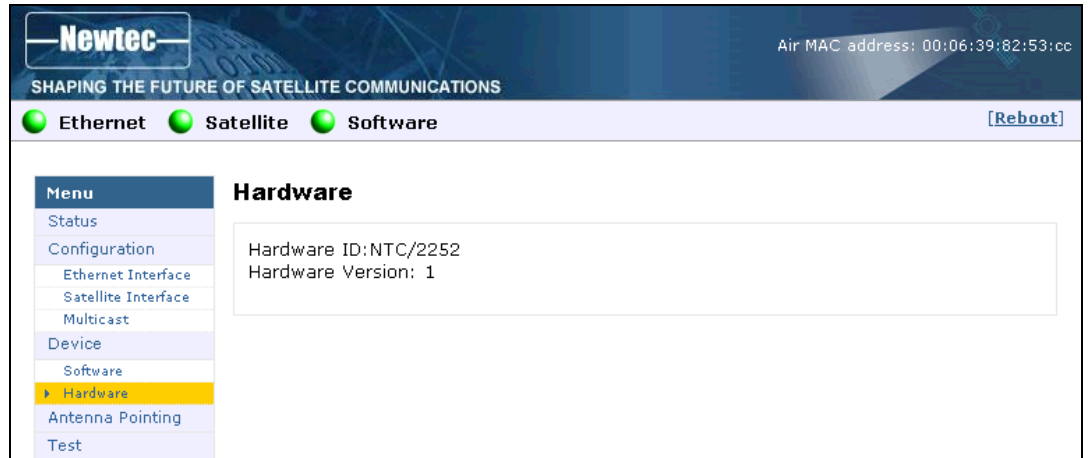 Newtec
Air MAC address: 00:06:39:82:53:cc
SHAPING THE FUTURE OF SATELLITE COMMUNICATIONS
Ethernet Satellite Software [Reboot]
Menu
Status
Configuration
Ethernet Interface
Satellite Interface
Multicast
Device
Software
Hardware
Antenna Pointing
Test
Hardware
Hardware ID:NTC/2252
Hardware Version: 1